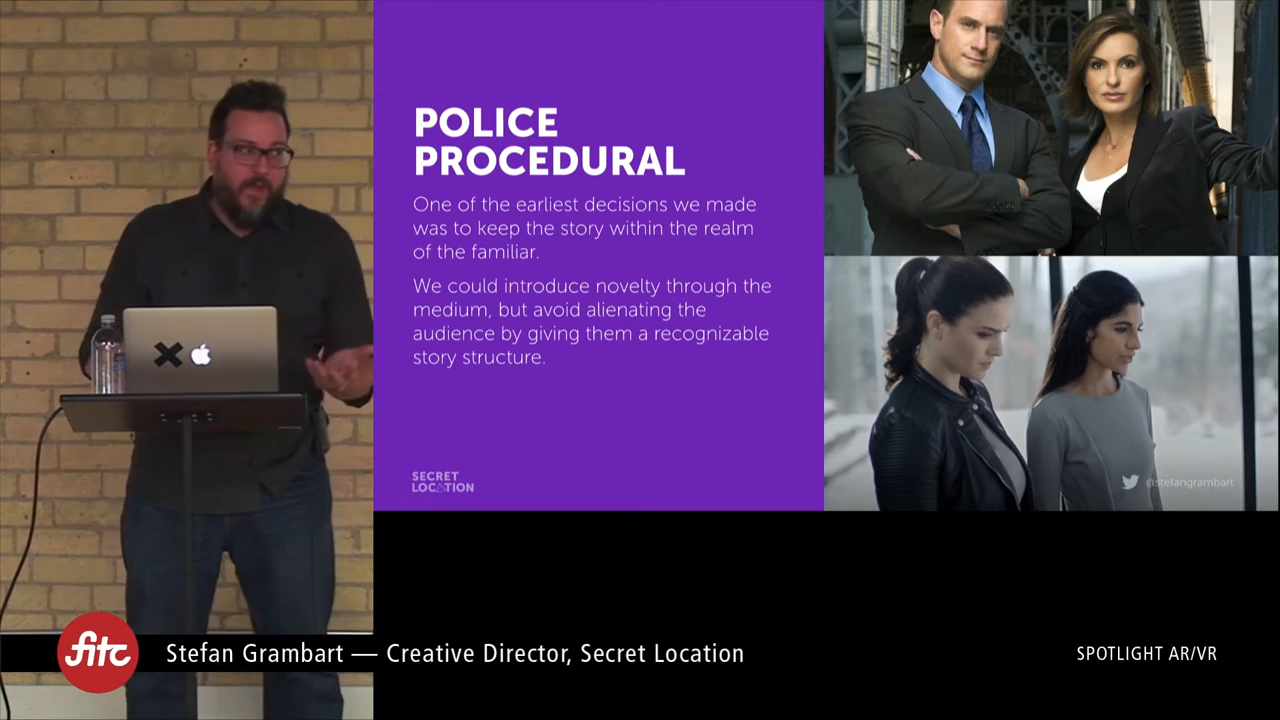 POLICE
PROCEDURAL
One of the earliest decisions we made
was to keep the story within the realm
of the familiar.
We could introduce novelty through the
medium, but avoid alienating the
audience by giving them a recognizable
story structure.
SECRET
LOCATION
@stefangrambart
fitc
Stefan Grambart — Creative Director, Secret Location
SPOTLIGHT AR/VR